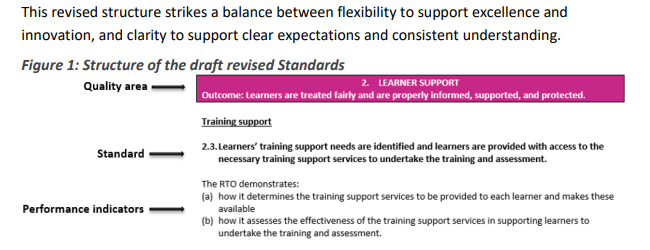 This revised structure strikes a balance between flexibility to support excellence and
innovation, and clarity to support clear expectations and consistent understanding.
Figure 1: Structure of the draft revised Standards
Quality area
2. LEARNER SUPPORT
Outcome: Learners are treated fairly and are properly informed, supported, and protected.
Training support
Standard
2.3. Learners' training support needs are identified and learners are provided with access to the
necessary training support services to undertake the training and assessment.
Performance indicators
The RTO demonstrates:
(a) how it determines the training support services to be provided to each learner and makes these
available
(b) how it assesses the effectiveness of the training support services in supporting learners to
undertake the training and assessment.